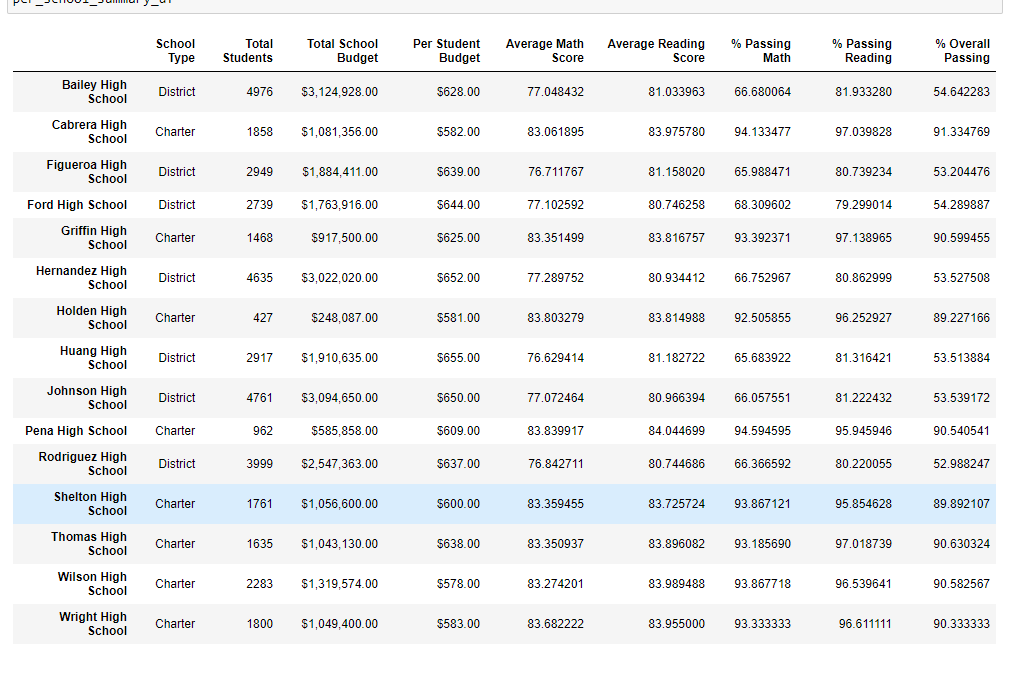 per_school_summary_df
School Type Total Students Total School Budget Per Student Budget Average Math Score Average Reading Score % Passing Math % Passing Reading % Overall Passing
Bailey High School District 4976 $3,124,928.00 $628.00 77.048432 81.033963 66.680064 81.933280 54.642283
Cabrera High School Charter 1858 $1,081,356.00 $582.00 83.061895 83.975780 94.133477 97.039828 91.334769
Figueroa High School District 2949 $1,884,411.00 $639.00 76.711767 81.158020 65.988471 80.739234 53.204476
Ford High School District 2739 $1,763,916.00 $644.00 77.102592 80.746258 68.309602 79.299014 54.289887
Griffin High School Charter 1468 $917,500.00 $625.00 83.351499 83.816757 93.392371 97.138965 90.599455
Hernandez High School District 4635 $3,022,020.00 $652.00 77.289752 80.934412 66.752967 80.862999 53.527508
Holden High School Charter 427 $248,087.00 $581.00 83.803279 83.814988 92.505855 96.252927 89.227166
Huang High School District 2917 $1,910,635.00 $655.00 76.629414 81.182722 65.683922 81.316421 53.513884
Johnson High School District 4761 $3,094,650.00 $650.00 77.072464 80.966394 66.057551 81.222432 53.539172
Pena High School Charter 962 $585,858.00 $609.00 83.839917 84.044699 94.594595 95.945946 90.540541
Rodriguez High School District 3999 $2,547,363.00 $637.00 76.842711 80.744686 66.366592 80.220055 52.988247
Shelton High School Charter 1761 $1,056,600.00 $600.00 83.359455 83.725724 93.867121 95.854628 89.892107
Thomas High School Charter 1635 $1,043,130.00 $638.00 83.350937 83.896082 93.185690 97.018739 90.630324
Wilson High School Charter 2283 $1,319,574.00 $578.00 83.274201 83.989488 93.867718 96.539641 90.582567
Wright High School Charter 1800 $1,049,400.00 $583.00 83.682222 83.955000 93.333333 96.611111 90.333333